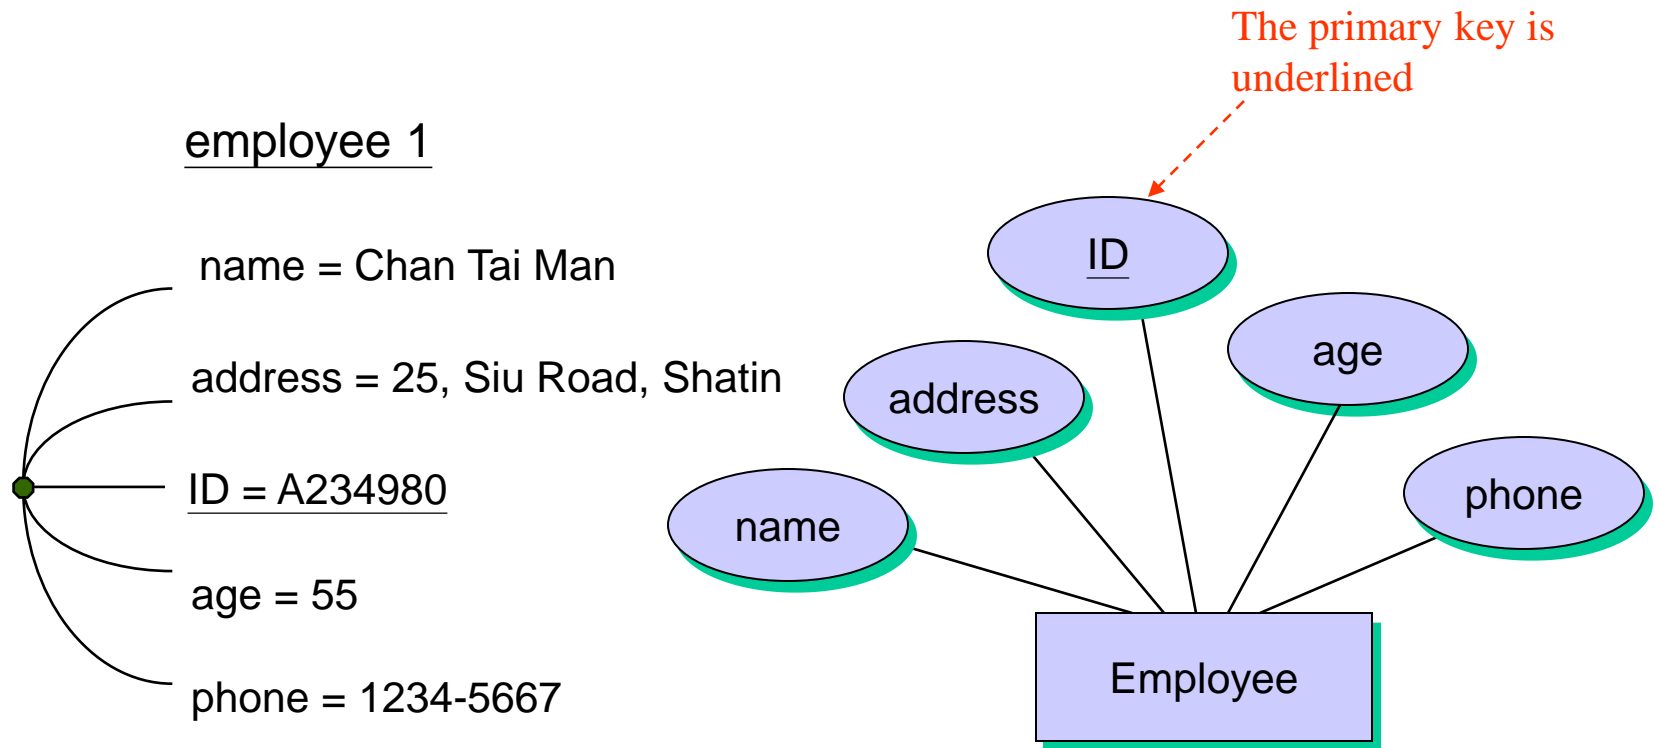 The primary key is
underlined
employee 1
name = Chan Tai Man
address = 25, Siu Road, Shatin
ID = A234980
age = 55
phone = 1234-5667
ID
age
address
phone
name
Employee